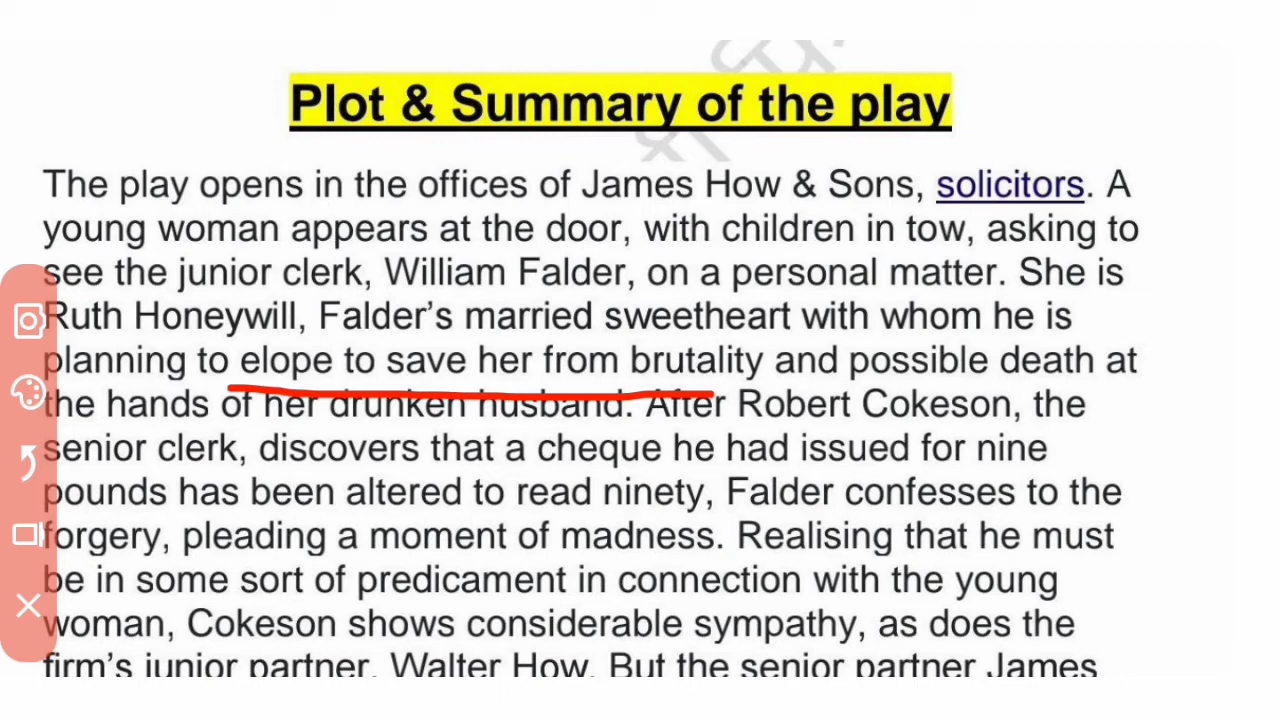 Plot & Summary of the play
The play opens in the offices of James How & Sons, solicitors. A
young woman appears at the door, with children in tow, asking to
see the junior clerk, William Falder, on a personal matter. She is
Ruth Honeywill, Falder’s married sweetheart with whom he is
planning to elope to save her from brutality and possible death at
the hands of her drunken husband. After Robert Cokeson, the
senior clerk, discovers that a cheque he had issued for nine
pounds has been altered to read ninety, Falder confesses to the
forgery, pleading a moment of madness. Realising that he must
be in some sort of predicament in connection with the young
woman, Cokeson shows considerable sympathy, as does the
firm’s junior partner, Walter How. But the senior partner James